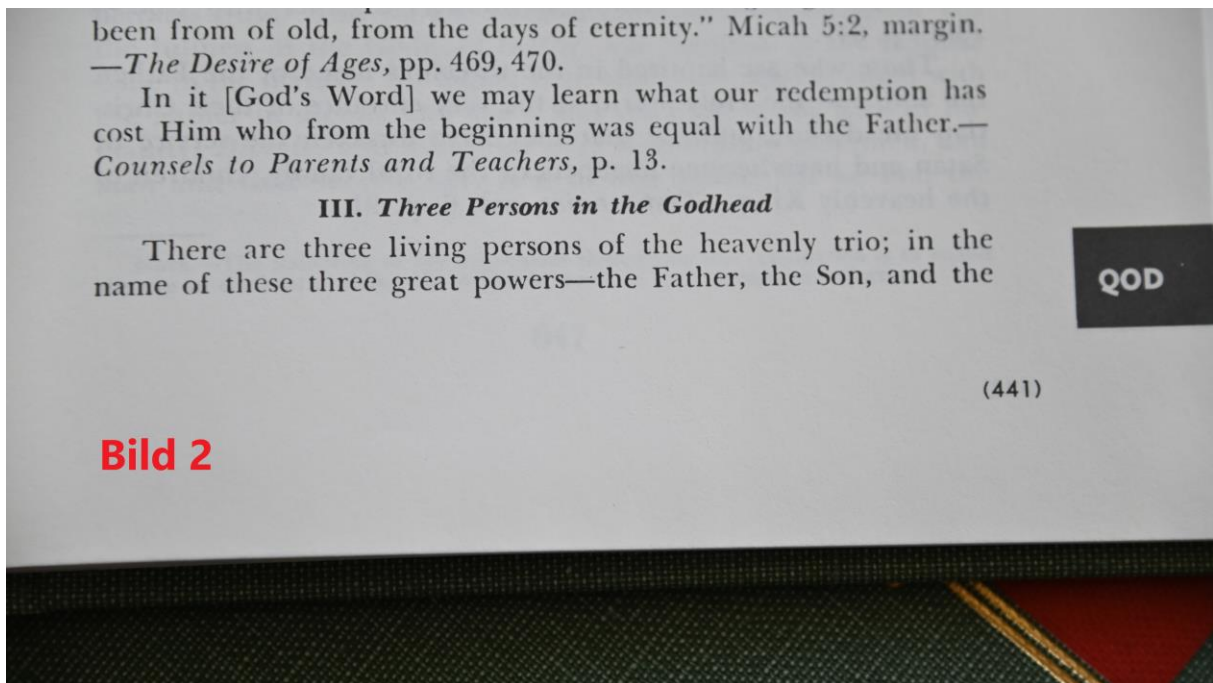 been from of old, from the days of eternity." Micah 5:2, margin.
—The Desire of Ages, pp. 469, 470.
In it [God's Word] we may learn what our redemption has
cost Him who from the beginning was equal with the Father.—
Counsels to Parents and Teachers, p. 13.
III. Three Persons in the Godhead
There are three living persons of the heavenly trio; in the
name of these three great powers—the Father, the Son, and the
QOD
(441)
Bild 2